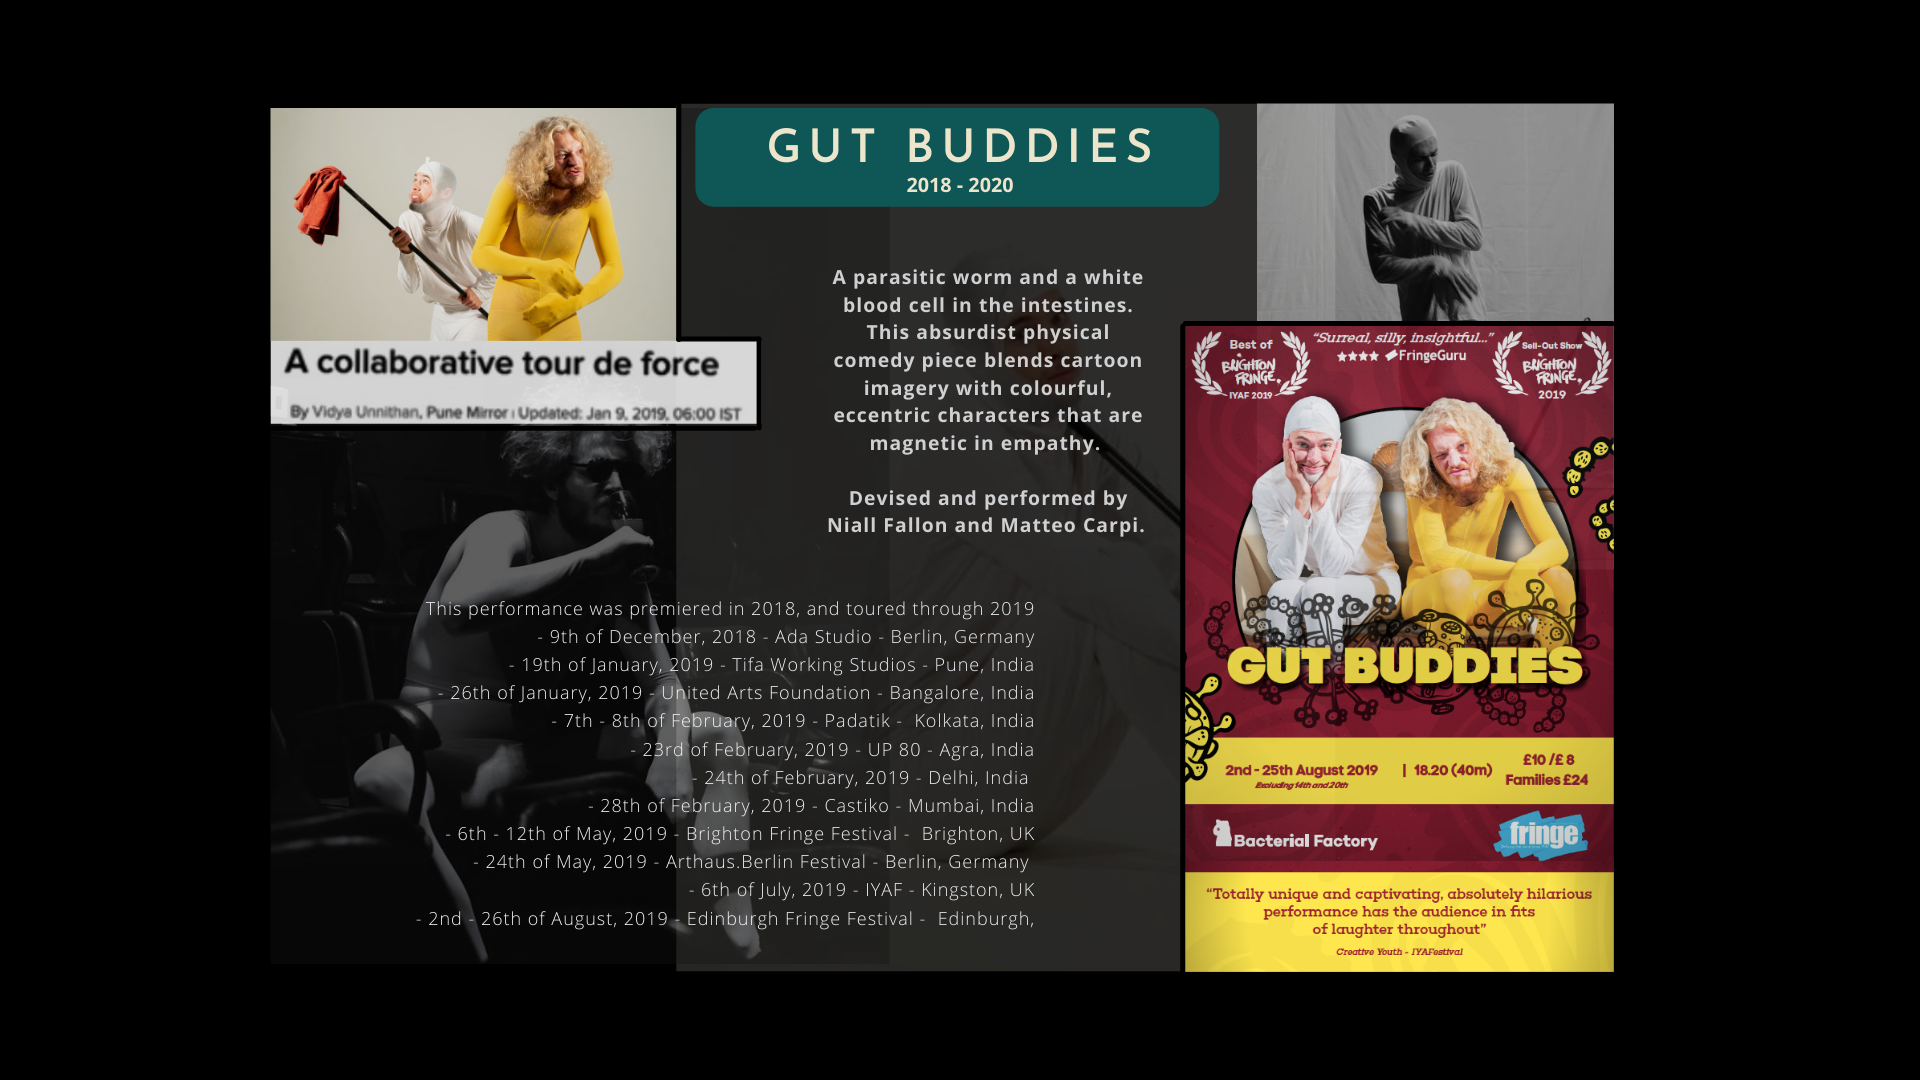 GUT BUDDIES
2018 - 2020
A collaborative tour de force
By Vidya Unnithan, Pune Mirror | Updated: Jan 9, 2019, 06:00 IST
A parasitic worm and a white
blood cell in the intestines.
This absurdist physical
comedy piece blends cartoon
imagery with colourful,
eccentric characters that are
magnetic in empathy.
Devised and performed by
Niall Fallon and Matteo Carpi.
This performance was premiered in 2018, and toured through 2019
- 9th of December, 2018 - Ada Studio - Berlin, Germany
- 19th of January, 2019 - Tifa Working Studios - Pune, India
- 26th of January, 2019 - United Arts Foundation - Bangalore, India
- 7th - 8th of February, 2019 - Padatik - Kolkata, India
- 23rd of February, 2019 - UP 80 - Agra, India
- 24th of February, 2019 - Delhi, India
- 28th of February, 2019 - Castiko - Mumbai, India
- 6th - 12th of May, 2019 - Brighton Fringe Festival - Brighton, UK
- 24th of May, 2019 - Arthaus.Berlin Festival - Berlin, Germany
- 6th of July, 2019 - IYAF - Kingston, UK
- 2nd - 26th of August, 2019 - Edinburgh Fringe Festival - Edinburgh,
Best of
BRIGHTON
FRINGE
IYAF 2019
"Surreal, silly, insightful..."
★★★★ FringeGuru
Sell-Out Show
BRIGHTON
FRINGE
2019
GUT BUDDIES
2nd - 25th August 2019 | 18.20 (40m)
Excluding 14th and 20th
£10 /£ 8
Families £24
Bacterial Factory
fringe
"Totally unique and captivating, absolutely hilarious
performance has the audience in fits
of laughter throughout"
Creative Youth - IYAFestival